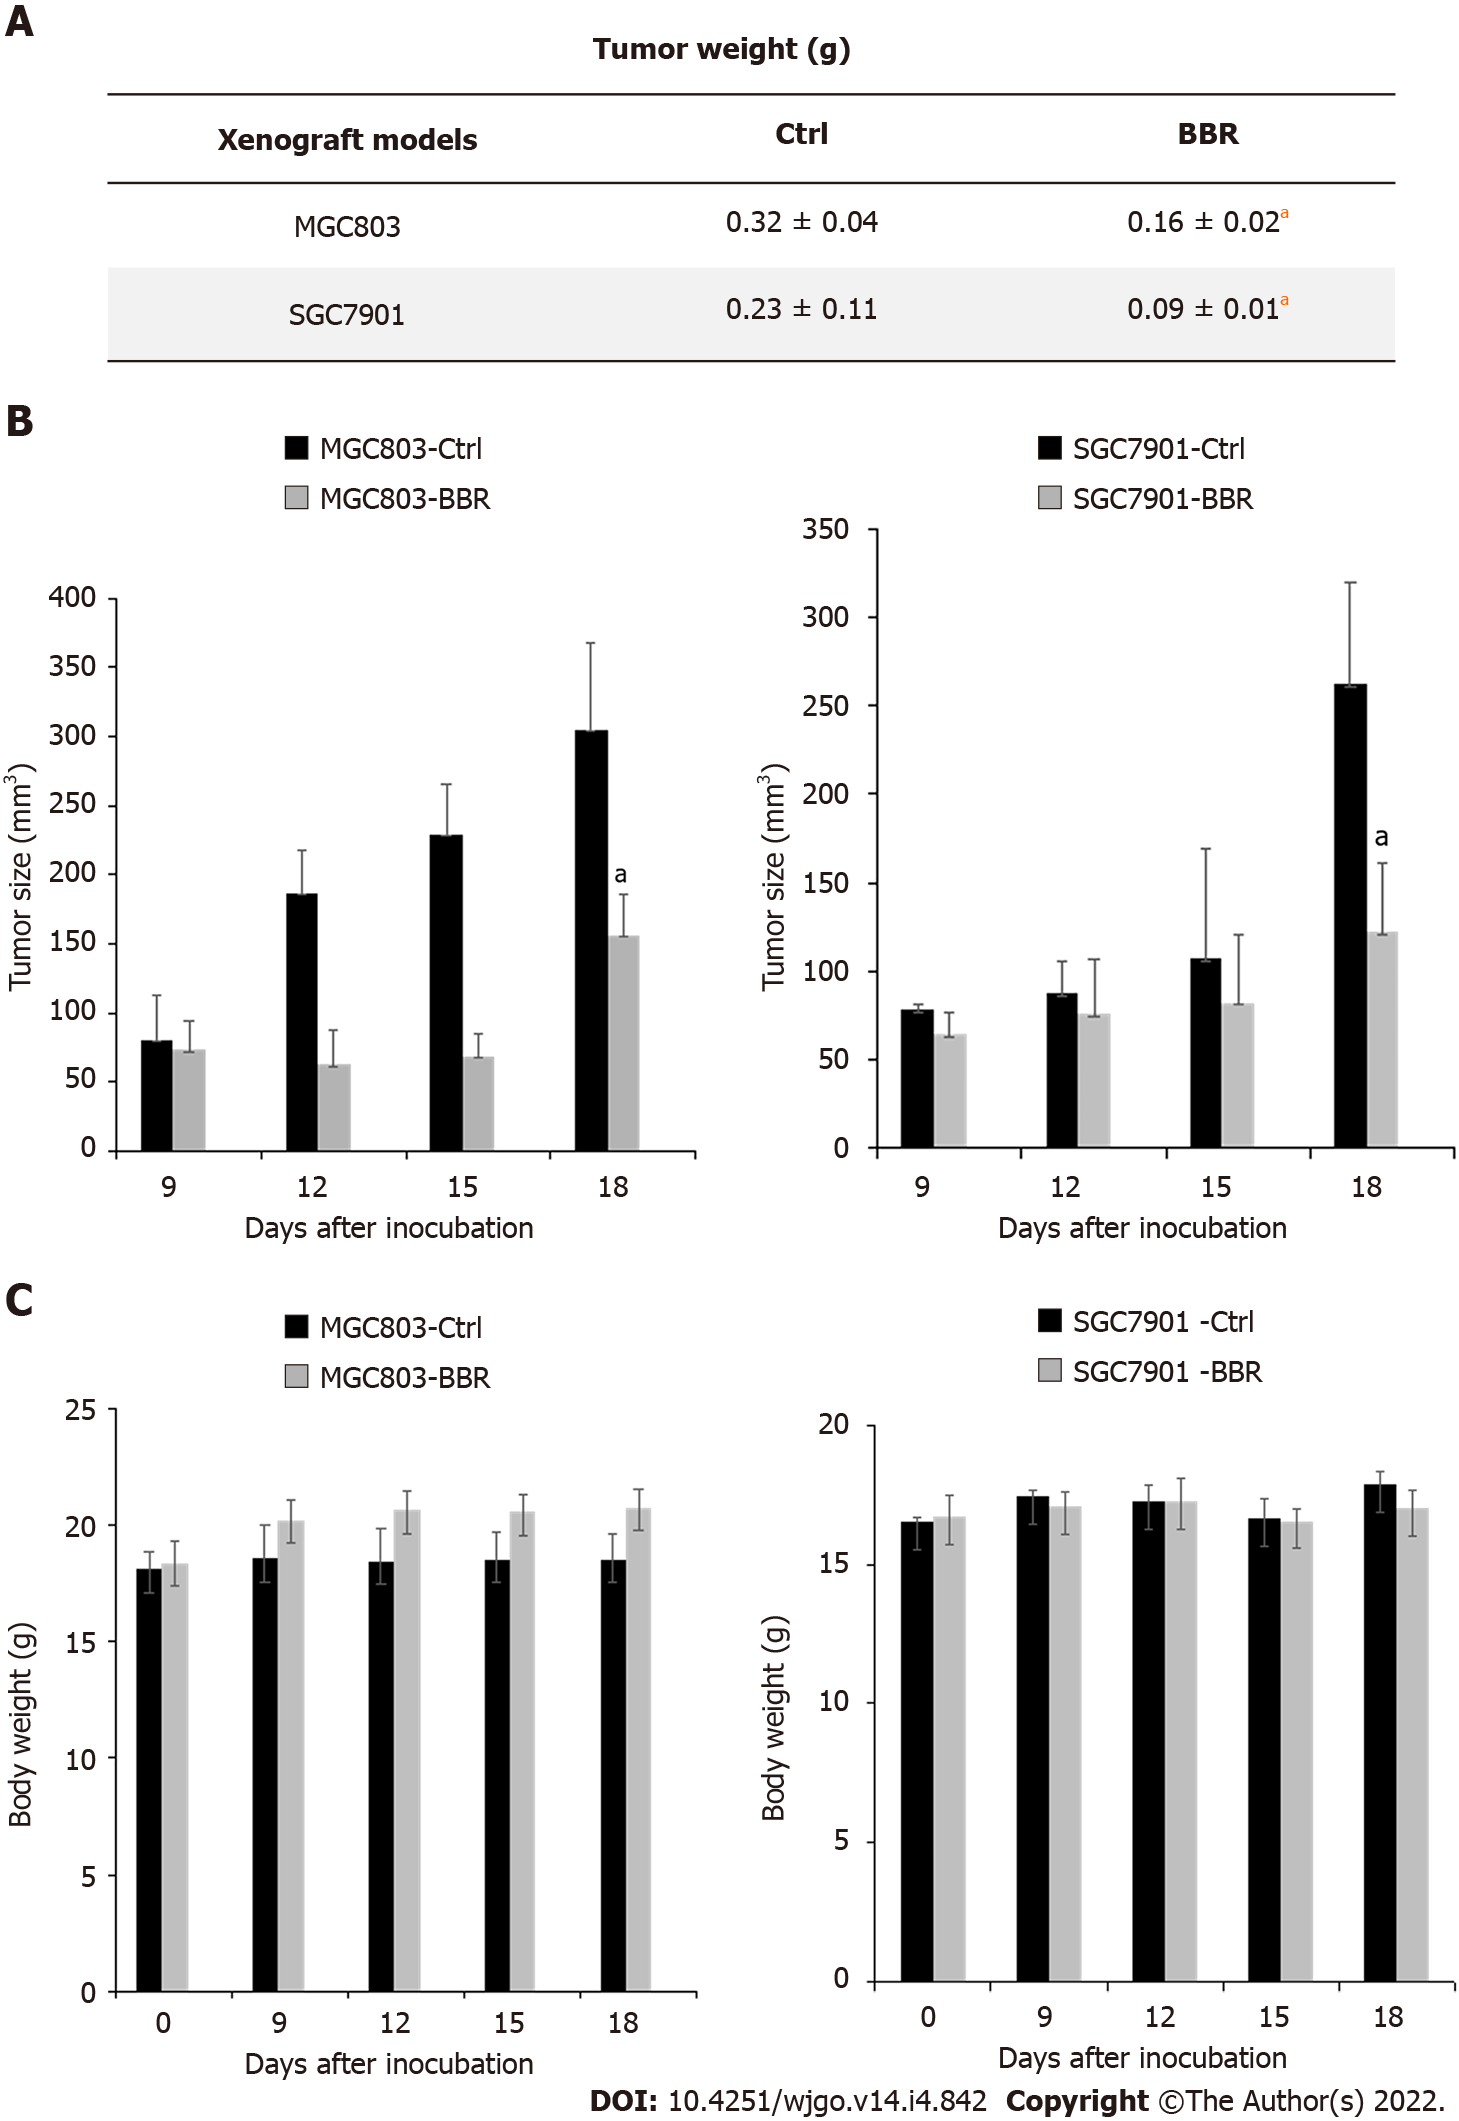 A
Tumor weight (g)
Xenograft models Ctrl BBR
MGC803 0.32 ± 0.04 0.16 ± 0.02a
SGC7901 0.23 ± 0.11 0.09 ± 0.01a
B
MGC803-Ctrl
MGC803-BBR
400
350
300
250
200
150
100
50
0
Tumor size (mm3)
a
9 12 15 18
Days after inocubation
SGC7901-Ctrl
SGC7901-BBR
350
300
250
200
150
100
50
0
Tumor size (mm3)
a
9 12 15 18
Days after inocubation
C
MGC803-Ctrl
MGC803-BBR
25
20
15
10
5
0
Body weight (g)
0 9 12 15 18
Days after inocubation
SGC7901 -Ctrl
SGC7901 -BBR
20
15
10
5
0
Body weight (g)
0 9 12 15 18
Days after inocubation
DOI: 10.4251/wjgo.v14.i4.842 Copyright ©The Author(s) 2022.